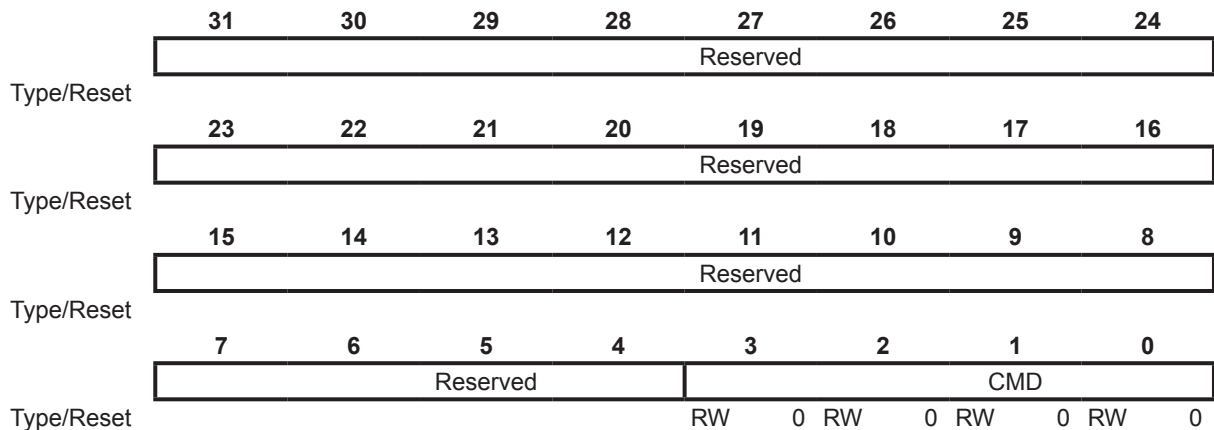 31 30 29 28 27 26 25 24
Reserved
Type/Reset
23 22 21 20 19 18 17 16
Reserved
Type/Reset
15 14 13 12 11 10 9 8
Reserved
Type/Reset
7 6 5 4 3 2 1 0
Reserved CMD
Type/Reset RW 0 RW 0 RW 0 RW 0